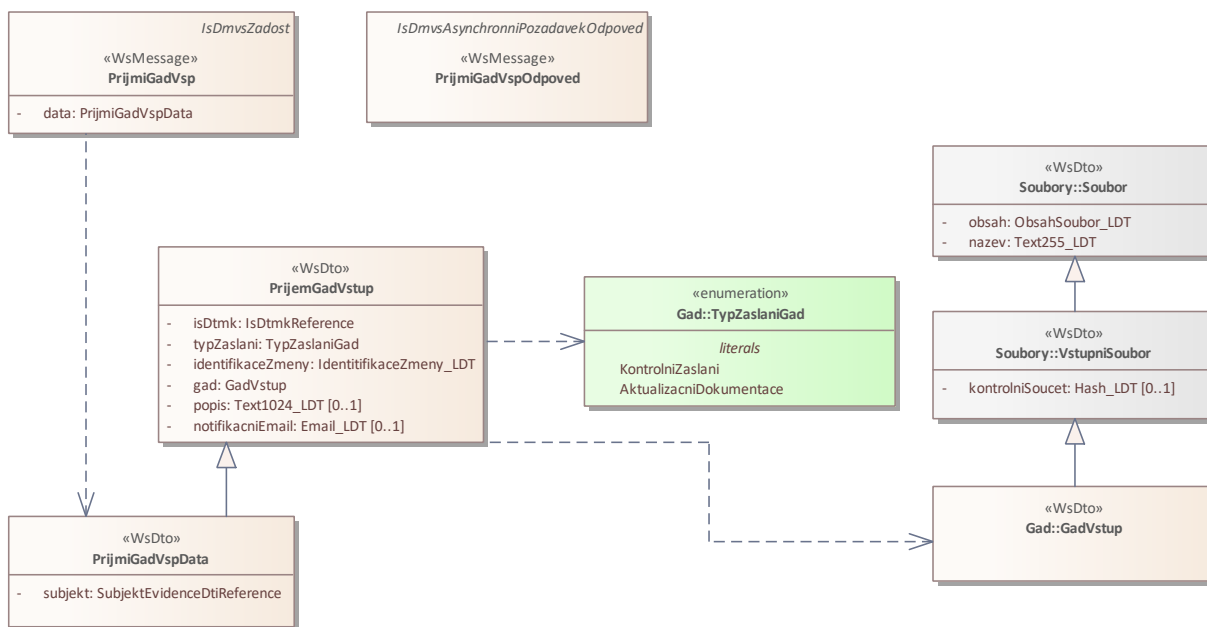 IsDmvsZadost
«WsMessage»
PrijmiGadVsp
- data: PrijmiGadVspData
IsDmvsAsynchronniPozadavekOdpoved
«WsMessage»
PrijmiGadVspOdpoved
«WsDto»
Soubory::Soubor
- obsah: ObsahSoubor_LDT
- nazev: Text255_LDT
«WsDto»
PrijemGadVstup
- isDtmk: IsDtmkReference
- typZaslani: TypZaslaniGad
- identifikaceZmeny: IdentitifikaceZmeny_LDT
- gad: GadVstup
- popis: Text1024_LDT [0..1]
- notifikacniEmail: Email_LDT [0..1]
«enumeration»
Gad::TypZaslaniGad
literals
KontrolniZaslani
AktualizacniDokumentace
«WsDto»
Soubory::VstupniSoubor
- kontrolniSoucet: Hash_LDT [0..1]
«WsDto»
Gad::GadVstup
«WsDto»
PrijmiGadVspData
- subjekt: SubjektEvidenceDtiReference